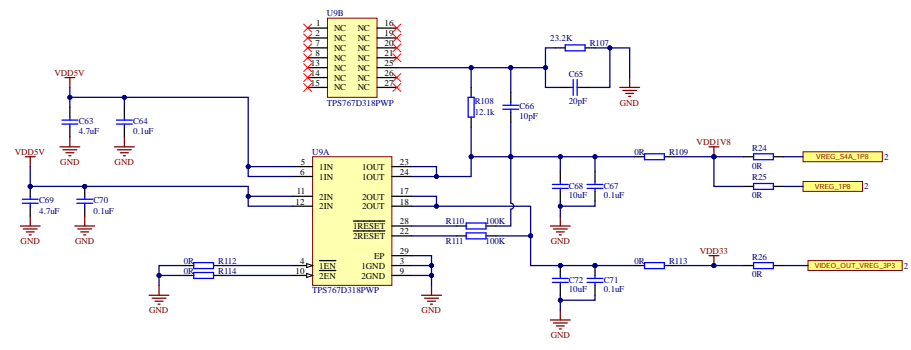 U9B
1 NC NC 16
2 NC NC 19
7 NC NC 20
8 NC NC 21
13 NC NC 25
14 NC NC 26
15 NC NC 27
TPS767D318PWP
23.2K R107
C65
20pF
GND
R108
12.1k
C66
10pF
VDD5V
C63
4.7uF
C64
0.1uF
GND
GND
VDD5V
C69
4.7uF
C70
0.1uF
GND
GND
U9A
5 1IN 1OUT 23
6 1IN 1OUT 24
11 2IN 2OUT 17
12 2IN 2OUT 18
1RESET 28
2RESET 22
EP 29
4 1EN 1GND 3
10 2EN 2GND 9
TPS767D318PWP
0R R112
0R R114
GND
GND
R110 100K
R111 100K
C68
10uF
C67
0.1uF
GND
0R R109
VDD1V8
R24
0R
VREG_S4A_1P8 2
R25
0R
VREG_1P8 2
C72
10uF
C71
0.1uF
GND
0R R113
VDD33
R26
0R
VIDEO_OUT_VREG_3P3 2